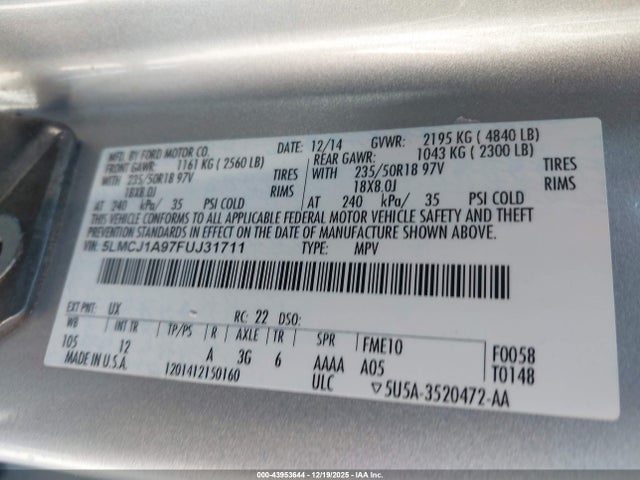 MFD. BY FORD MOTOR CO. DATE: 12/14 GVWR: 2195 KG ( 4840 LB)
FRONT GAWR: 1161 KG ( 2560 LB) REAR GAWR: 1043 KG ( 2300 LB)
WITH 235/50R18 97V TIRES WITH 235/50R18 97V TIRES
18X8.0J RIMS 18X8.0J RIMS
AT 240 kPa/ 35 PSI COLD AT 240 kPa/ 35 PSI COLD
THIS VEHICLE CONFORMS TO ALL APPLICABLE FEDERAL MOTOR VEHICLE SAFETY AND THEFT
PREVENTION STANDARDS IN EFFECT ON THE DATE OF MANUFACTURE SHOWN ABOVE.
VIN: 5LMCJ1A97FUJ31711 TYPE: MPV
EXT PNT: UX RC: 22 DSO:
WB INT TR TP/PS R AXLE TR SPR FME10 F0058
105 12 A 3G 6 AAAA A05 T0148
MADE IN U.S.A. 1201412150160 ULC ▽5U5A-3520472-AA
000-43953644 - 12/19/2025 - IAA, Inc.